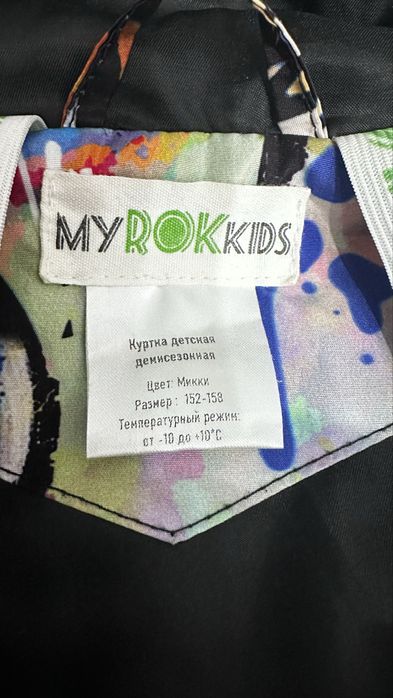 MYROKKIDS
Куртка детская
демисезонная
Цвет: Микки
Размер : 152-158
Температурный режим:
от -10 до +10°C